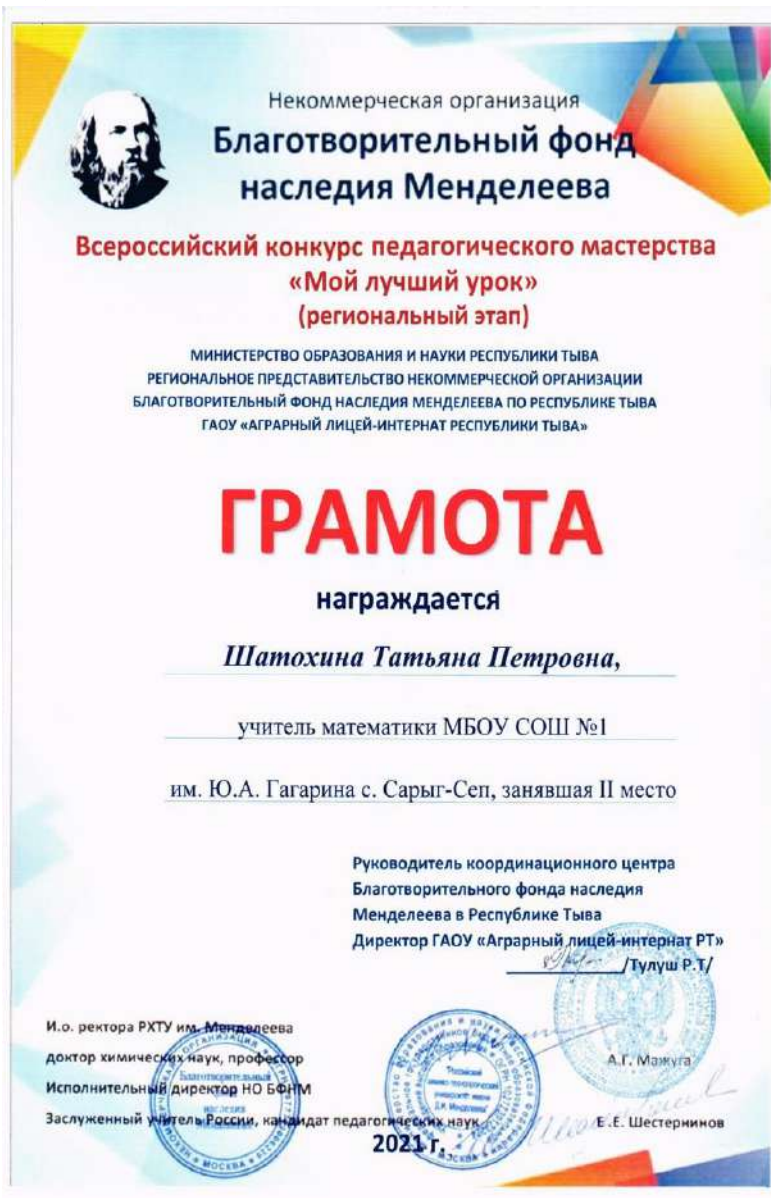 Некоммерческая организация
Благотворительный фонд
наследия Менделеева
Всероссийский конкурс педагогического мастерства
«Мой лучший урок»
(региональный этап)
МИНИСТЕРСТВО ОБРАЗОВАНИЯ И НАУКИ РЕСПУБЛИКИ ТЫВА
РЕГИОНАЛЬНОЕ ПРЕДСТАВИТЕЛЬСТВО НЕКОММЕРЧЕСКОЙ ОРГАНИЗАЦИИ
БЛАГОТВОРИТЕЛЬНЫЙ ФОНД НАСЛЕДИЯ МЕНДЕЛЕЕВА ПО РЕСПУБЛИКЕ ТЫВА
ГАОУ «АГРАРНЫЙ ЛИЦЕЙ-ИНТЕРНАТ РЕСПУБЛИКИ ТЫВА»
ГРАМОТА
награждается
Шатохина Татьяна Петровна,
учитель математики МБОУ СОШ №1
им. Ю.А. Гагарина с. Сарыг-Сеп, занявшая II место
Руководитель координационного центра
Благотворительного фонда наследия
Менделеева в Республике Тыва
Директор ГАОУ «Аграрный лицей-интернат РТ»
/Тулуш Р.Т/
И.о. ректора РХТУ им. Менделеева
доктор химических наук, профессор
А.Г. Мажуга
Исполнительный директор НО БФНМ
Заслуженный учитель России, кандидат педагогических наук
Е.Е. Шестернинов
2021 г.
Благотворительный
фонд
наследия
МОСКВА